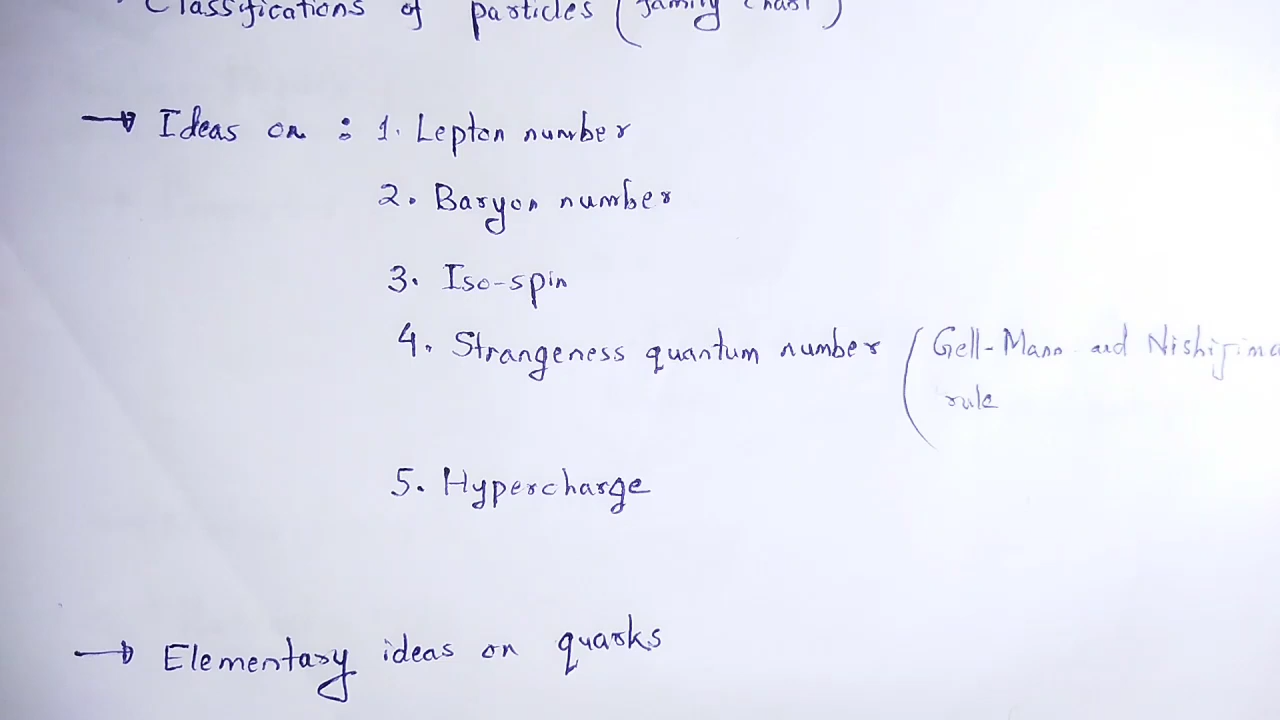 Classifications of particles (family chart)
→ Ideas on : 1. Lepton number
2. Baryon number
3. Iso-spin
4. Strangeness quantum number (Gell-Mann and Nishijima
rule
5. Hypercharge
→ Elementary ideas on quarks